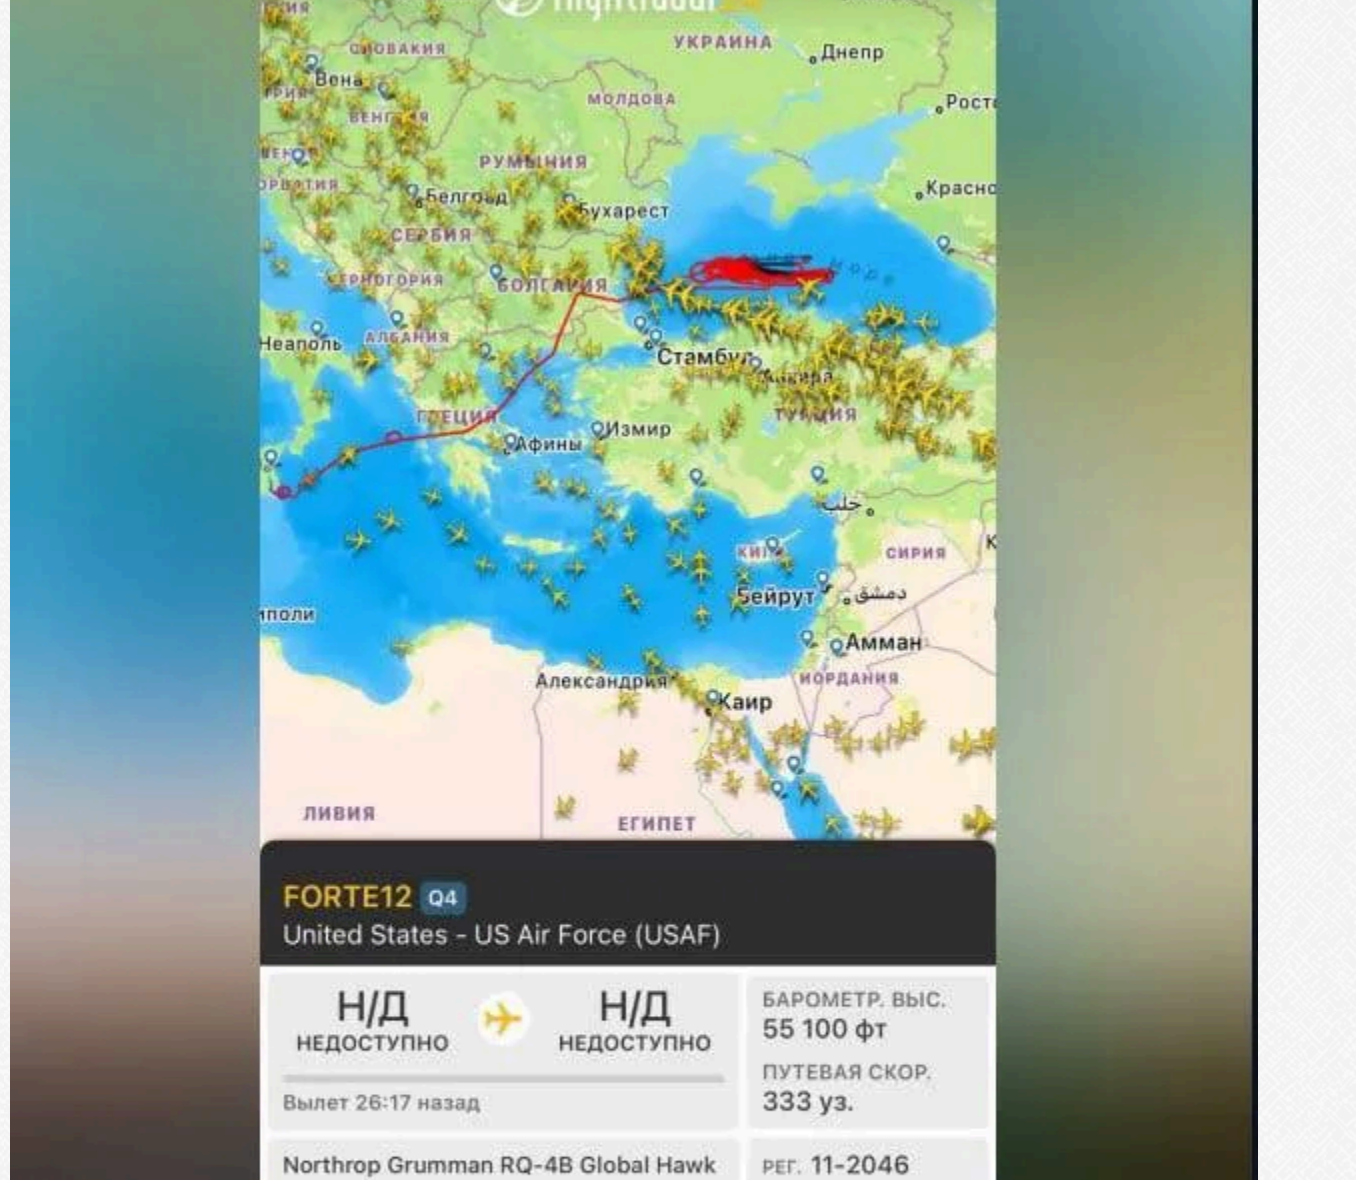 СЛОВАКИЯ
УКРАИНА
Днепр
Вена
МОЛДОВА
РУМЫНИЯ
Белград
Бухарест
СЕРБИЯ
БОЛГАРИЯ
АЛБАНИЯ
Неаполь
Стамбул
Анкара
ТУРЦИЯ
ГРЕЦИЯ
Афины
Измир
حلب
СИРИЯ
Бейрут
دمشق
Амман
ИОРДАНИЯ
Александрия
Каир
ЛИВИЯ
ЕГИПЕТ
FORTE12 Q4
United States - US Air Force (USAF)
Н/Д
НЕДОСТУПНО
Н/Д
НЕДОСТУПНО
Вылет 26:17 назад
БАРОМЕТР. ВЫС.
55 100 фт
ПУТЕВАЯ СКОР.
333 уз.
Northrop Grumman RQ-4B Global Hawk
РЕГ. 11-2046